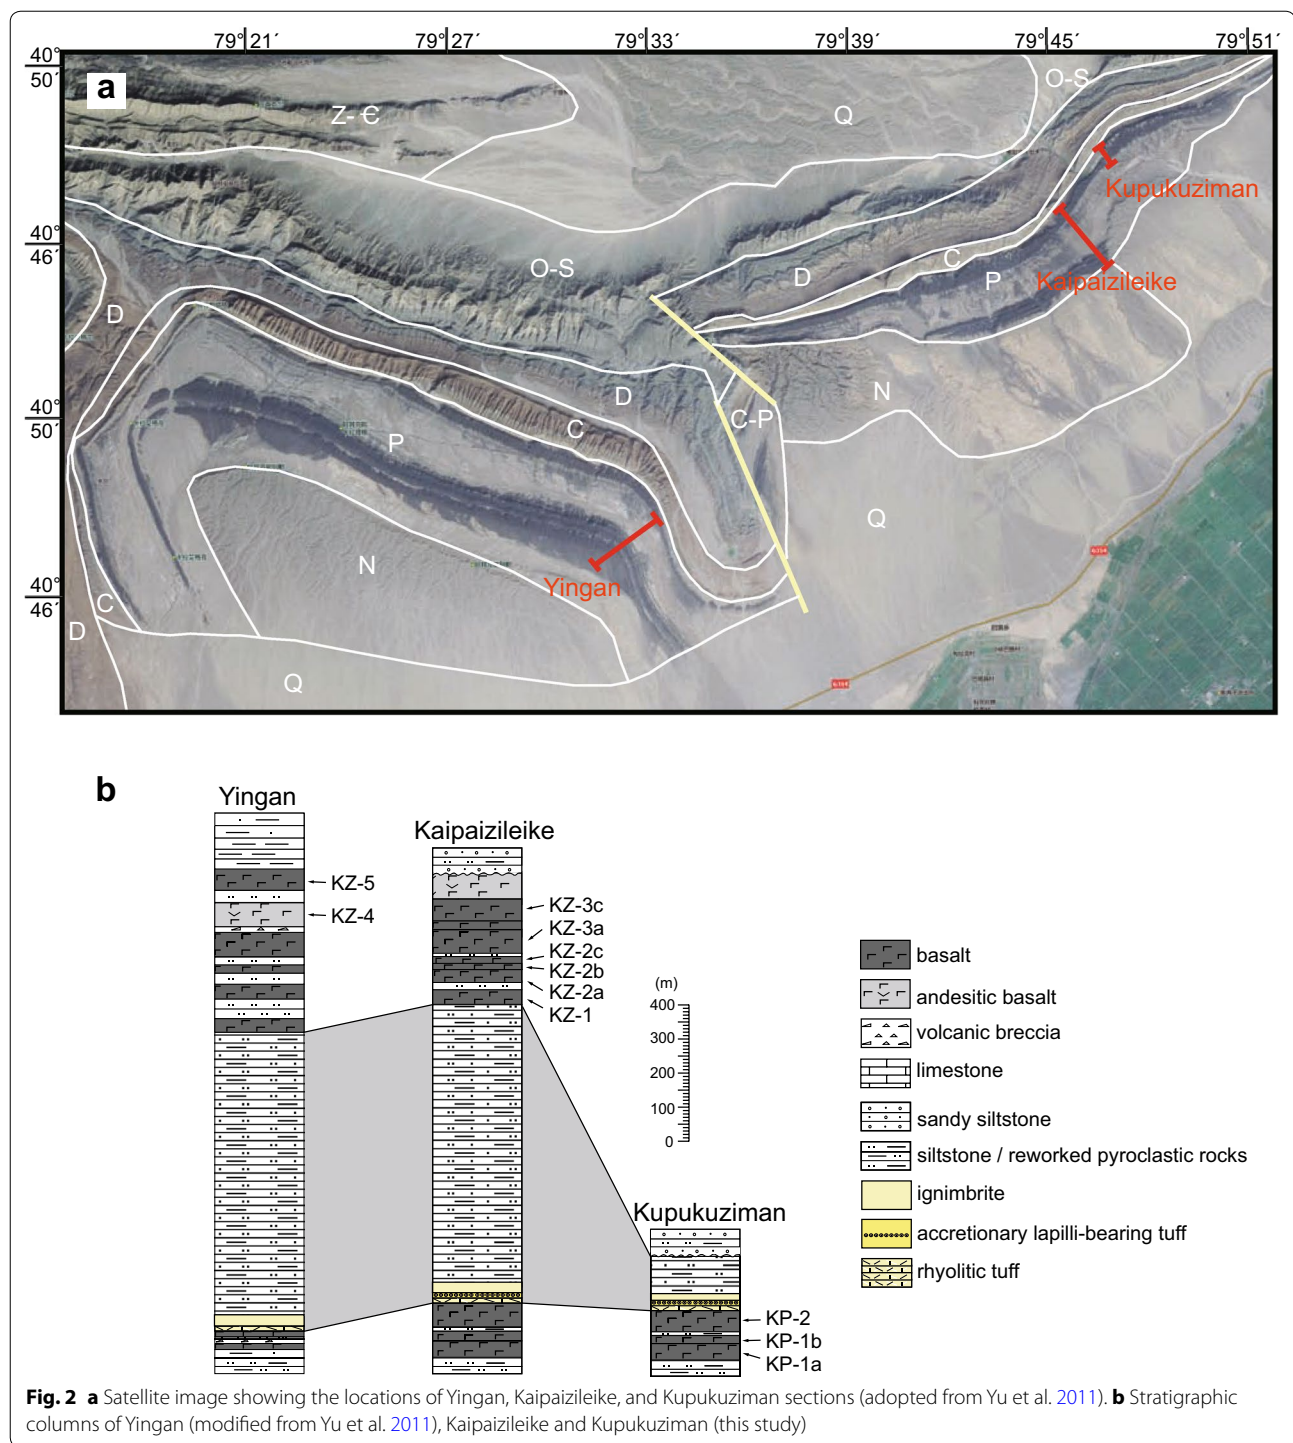 79°21´ 79°27´ 79°33´ 79°39´ 79°45´ 79°51´
40°
50´
a
Z-Є
Q
O-S
Kupukuziman
40°
46´
O-S
D
C
P
Kaipaizileike
D
N
40°
50´
D
C-P
C
P
Q
N
Yingan
40°
46´
C
D
Q
G314
G314
b
Yingan
Kaipaizileike
KZ-5
KZ-4
KZ-3c
KZ-3a
KZ-2c
KZ-2b
KZ-2a
KZ-1
(m)
400
300
200
100
0
Kupukuziman
KP-2
KP-1b
KP-1a
basalt
andesitic basalt
volcanic breccia
limestone
sandy siltstone
siltstone / reworked pyroclastic rocks
ignimbrite
accretionary lapilli-bearing tuff
rhyolitic tuff
Fig. 2 a Satellite image showing the locations of Yingan, Kaipaizileike, and Kupukuziman sections (adopted from Yu et al. 2011). b Stratigraphic
columns of Yingan (modified from Yu et al. 2011), Kaipaizileike and Kupukuziman (this study)